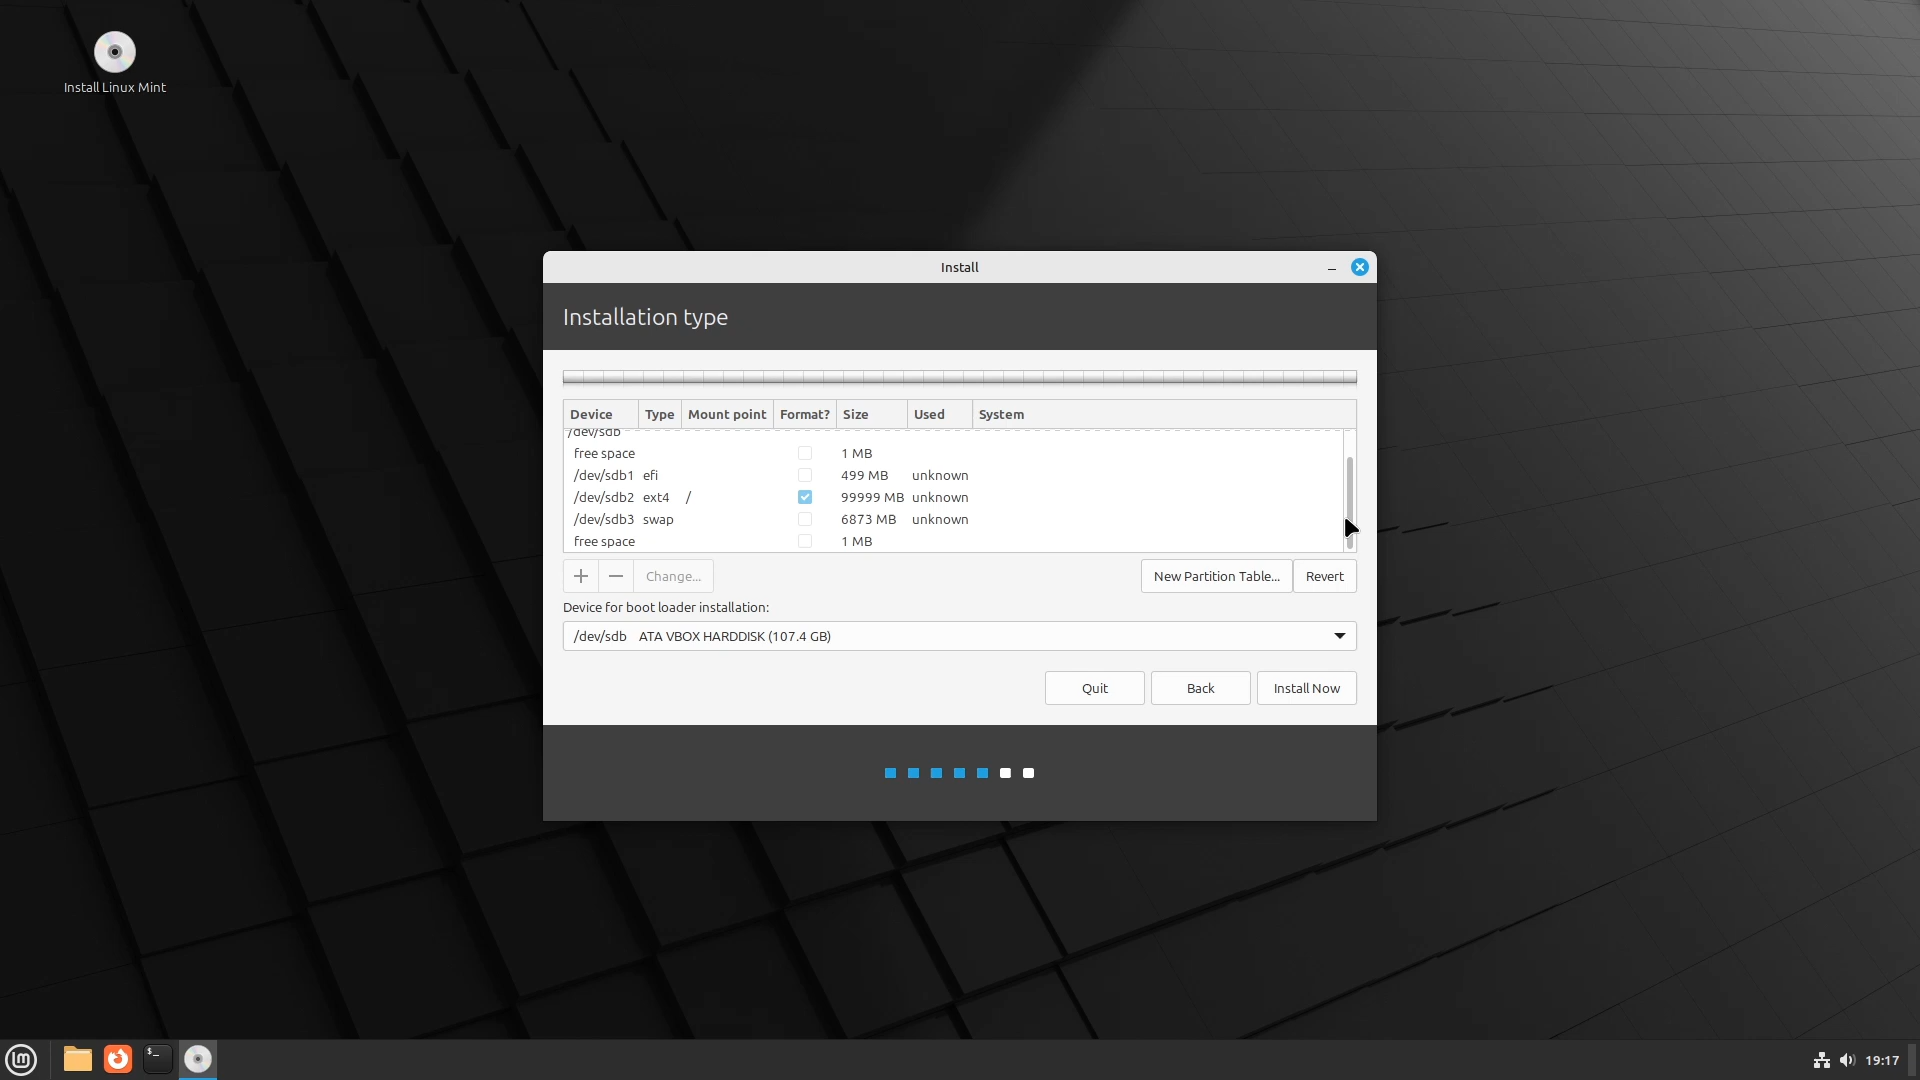 Install Linux Mint
Install
Installation type
Device Type Mount point Format? Size Used System
/dev/sdb
free space 1 MB
/dev/sdb1 efi 499 MB unknown
/dev/sdb2 ext4 / 99999 MB unknown
/dev/sdb3 swap 6873 MB unknown
free space 1 MB
+ − Change... New Partition Table... Revert
Device for boot loader installation:
/dev/sdb ATA VBOX HARDDISK (107.4 GB)
Quit Back Install Now
$_ 19:17